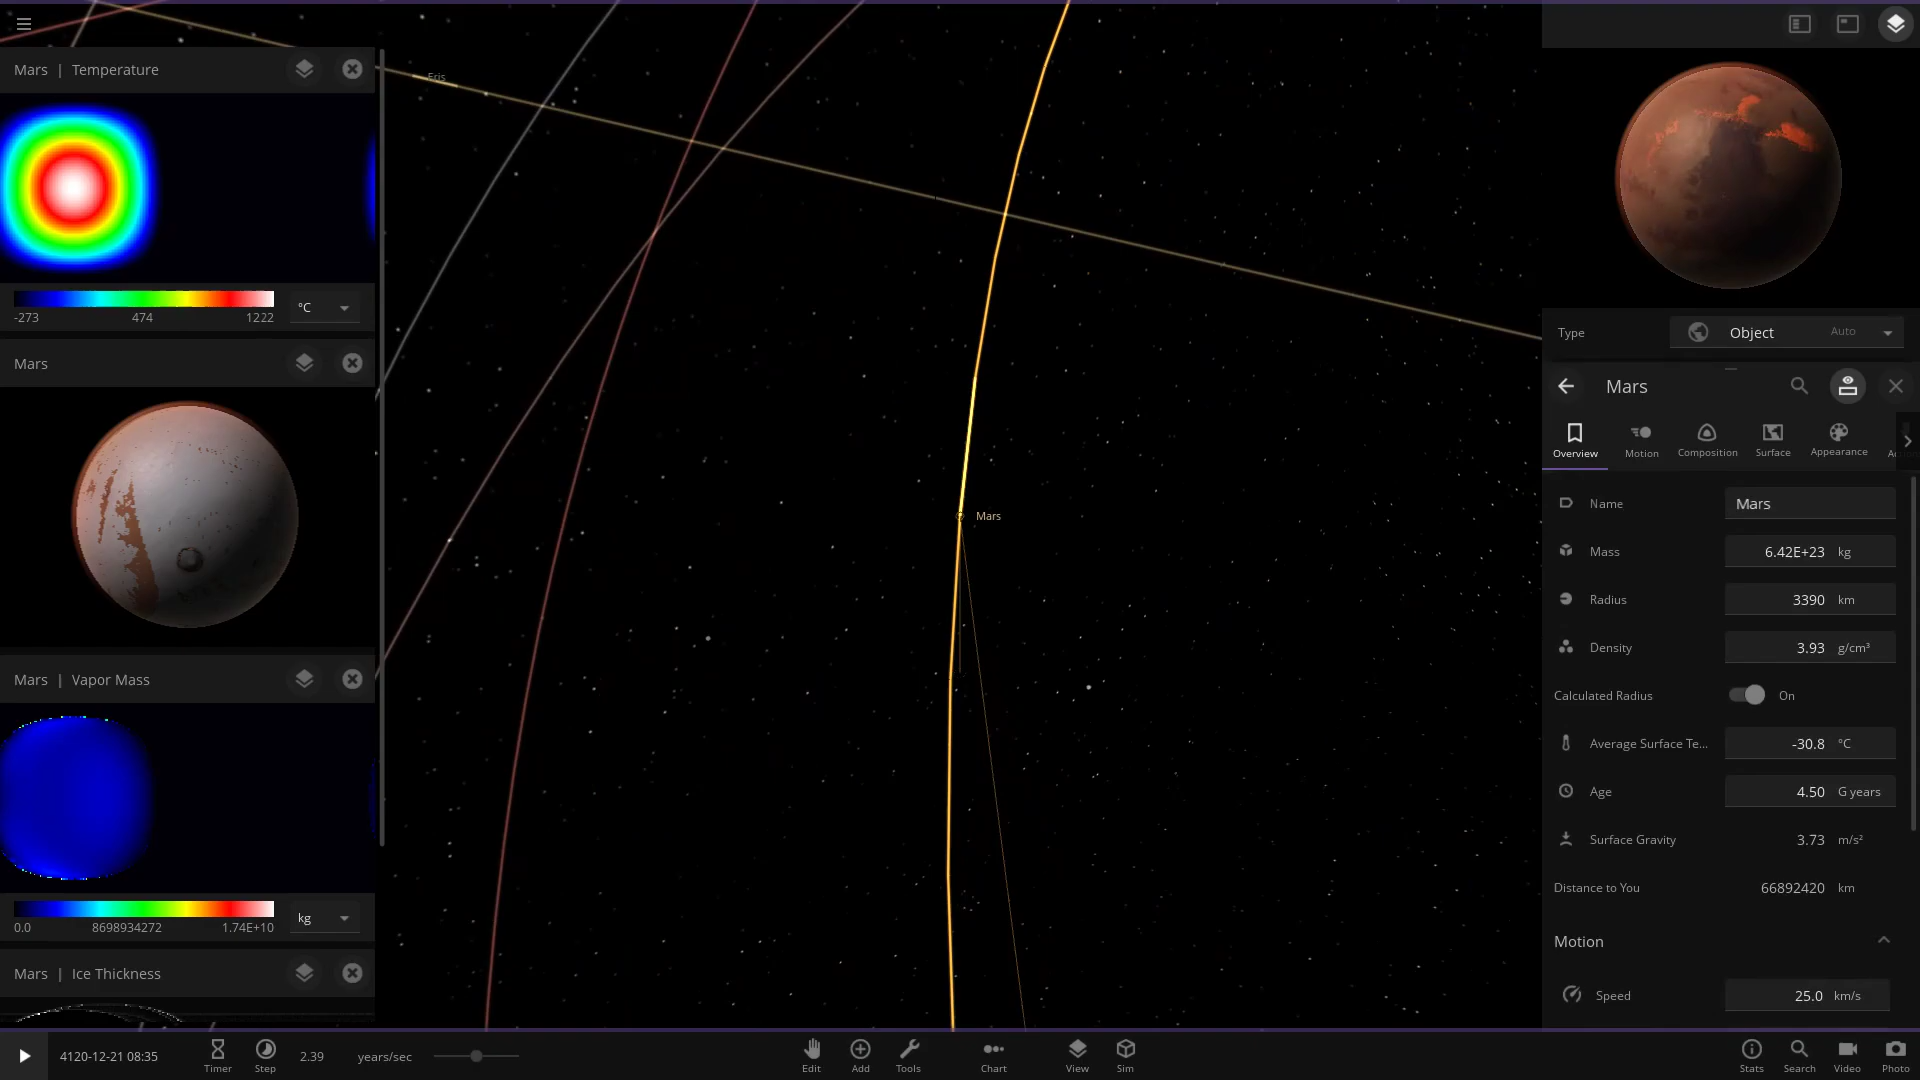 Mars | Temperature
-273 474 1222
°C
Mars
Mars | Vapor Mass
0.0 8698934272 1.74E+10
kg
Mars | Ice Thickness
Eris
Mars
Type Object Auto
Mars
Overview Motion Composition Surface Appearance
Name Mars
Mass 6.42E+23 kg
Radius 3390 km
Density 3.93 g/cm³
Calculated Radius On
Average Surface Te... -30.8 °C
Age 4.50 G years
Surface Gravity 3.73 m/s²
Distance to You 66892420 km
Motion
Speed 25.0 km/s
4120-12-21 08:35 Timer Step 2.39 years/sec Edit Add Tools Chart View Sim Stats Search Video Photo